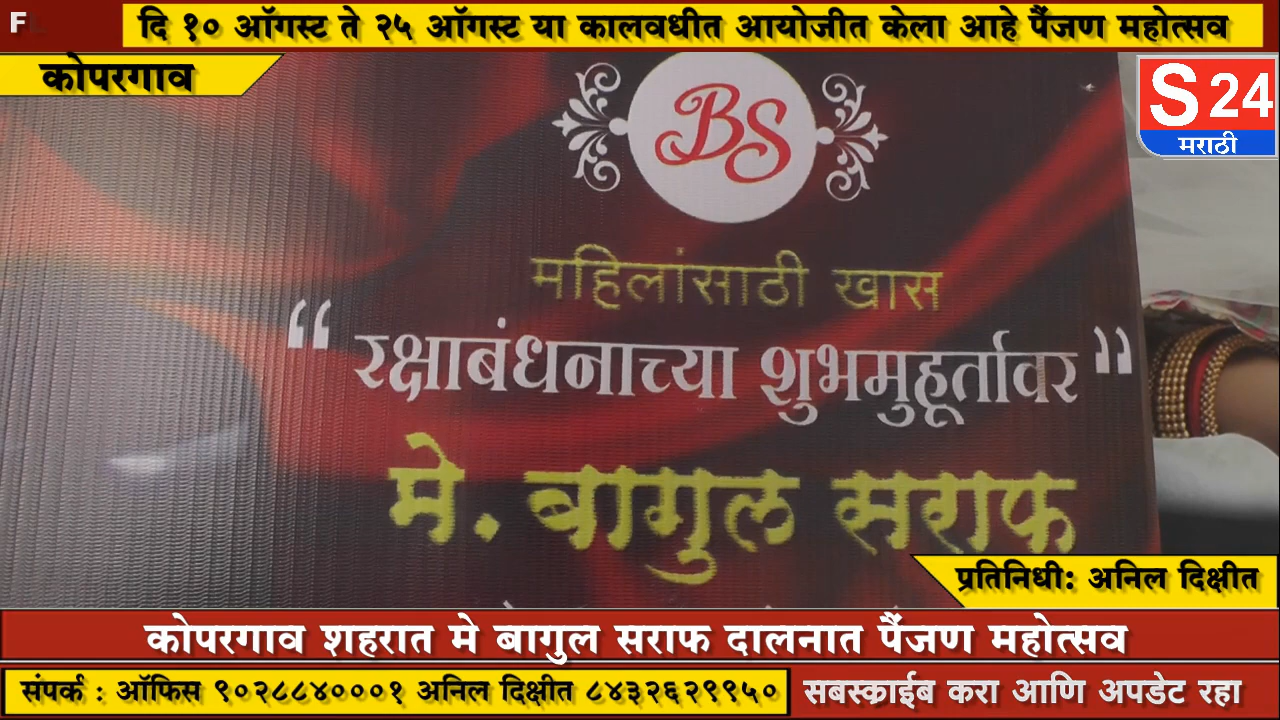 दि १० ऑगस्ट ते २५ ऑगस्ट या कालवधीत आयोजीत केला आहे पैंजण महोत्सव
कोपरगाव
S 24
मराठी
BS
महिलांसाठी खास
“ रक्षाबंधनाच्या शुभमुहूर्तावर ”
मे. बागुल सराफ
प्रतिनिधी: अनिल दिक्षीत
कोपरगाव शहरात मे बागुल सराफ दालनात पैंजण महोत्सव
संपर्क : ऑफिस ९०२८८४०००१ अनिल दिक्षीत ८४३२६२९९५०
सबस्क्राईब करा आणि अपडेट रहा